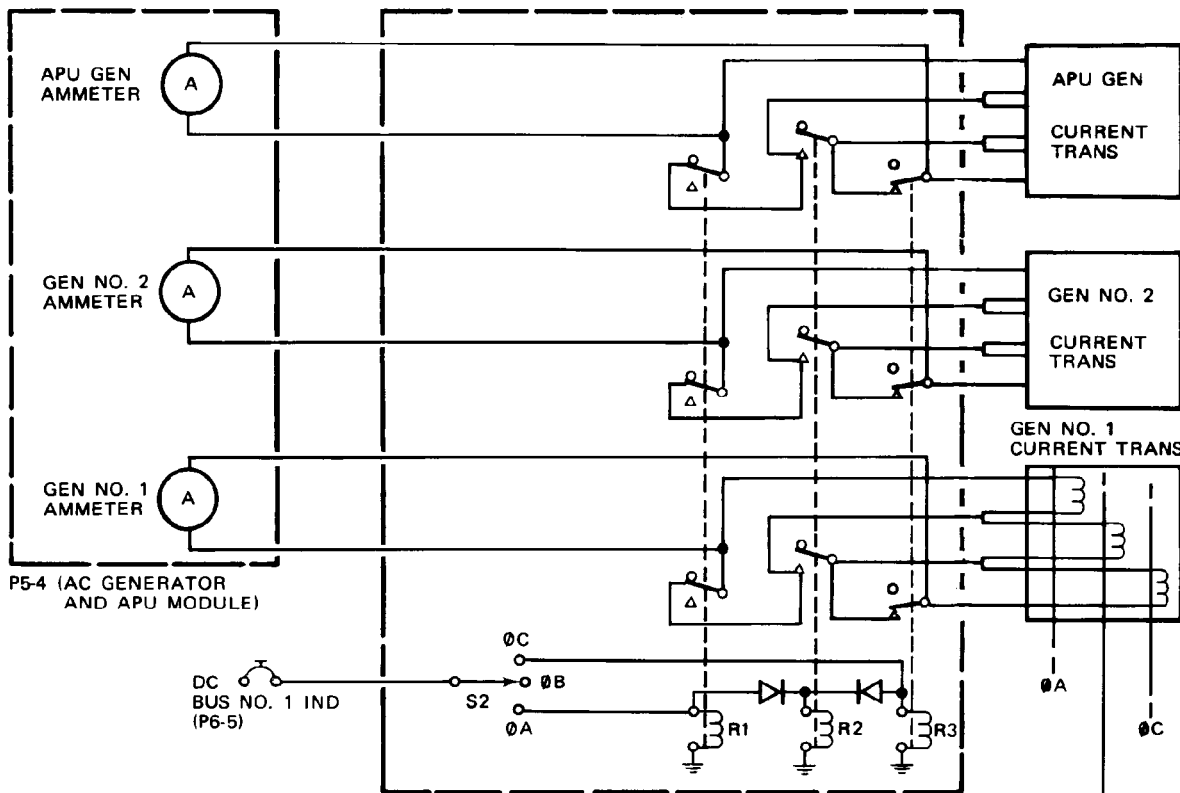 APU GEN
AMMETER
A
APU GEN
CURRENT
TRANS
GEN NO. 2
AMMETER
A
GEN NO. 2
CURRENT
TRANS
GEN NO. 1
CURRENT TRANS
GEN NO. 1
AMMETER
A
P5-4 (AC GENERATOR
AND APU MODULE)
ØC
DC
BUS NO. 1 IND
(P6-5)
S2
ØB
ØA
R1
R2
R3
ØA
ØC